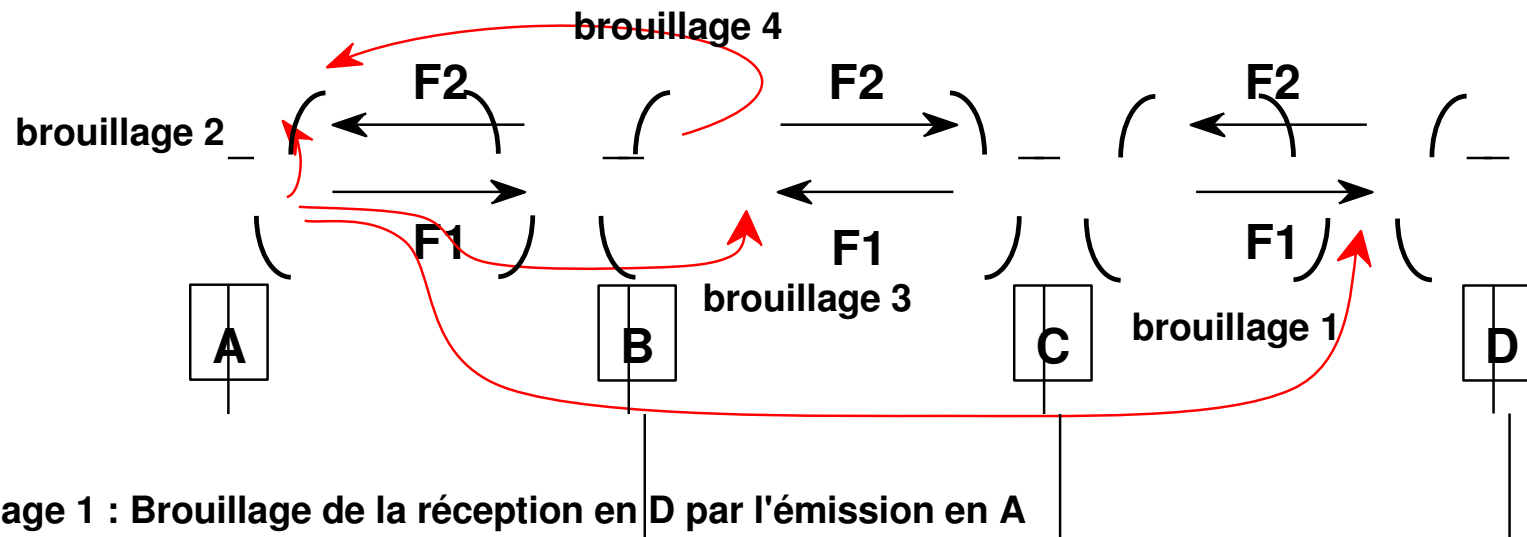 brouillage 4
F2
F2
F2
brouillage 2
F1
F1
F1
brouillage 3
brouillage 1
A
B
C
D
age 1 : Brouillage de la réception en D par l'émission en A